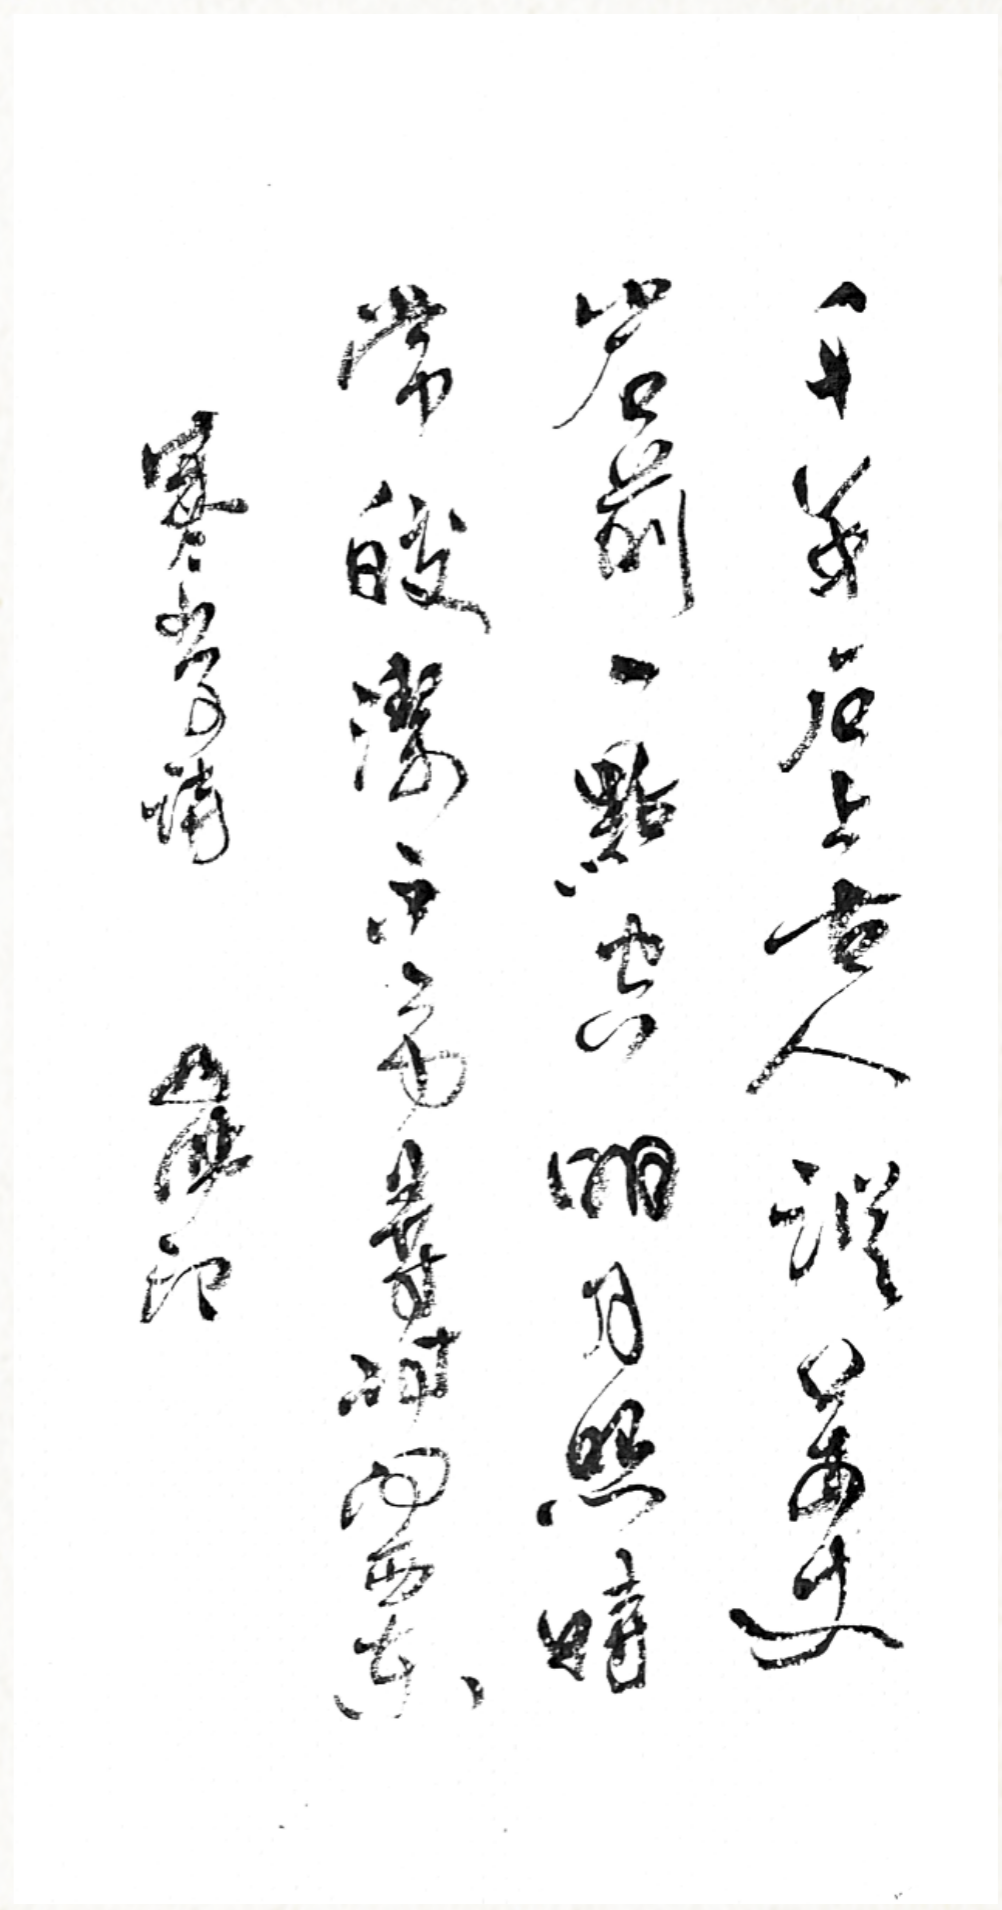 千年石上古人蹤萬丈
岩前一點空明月照時
常皎潔不勞尋討問西東
寒山子詩